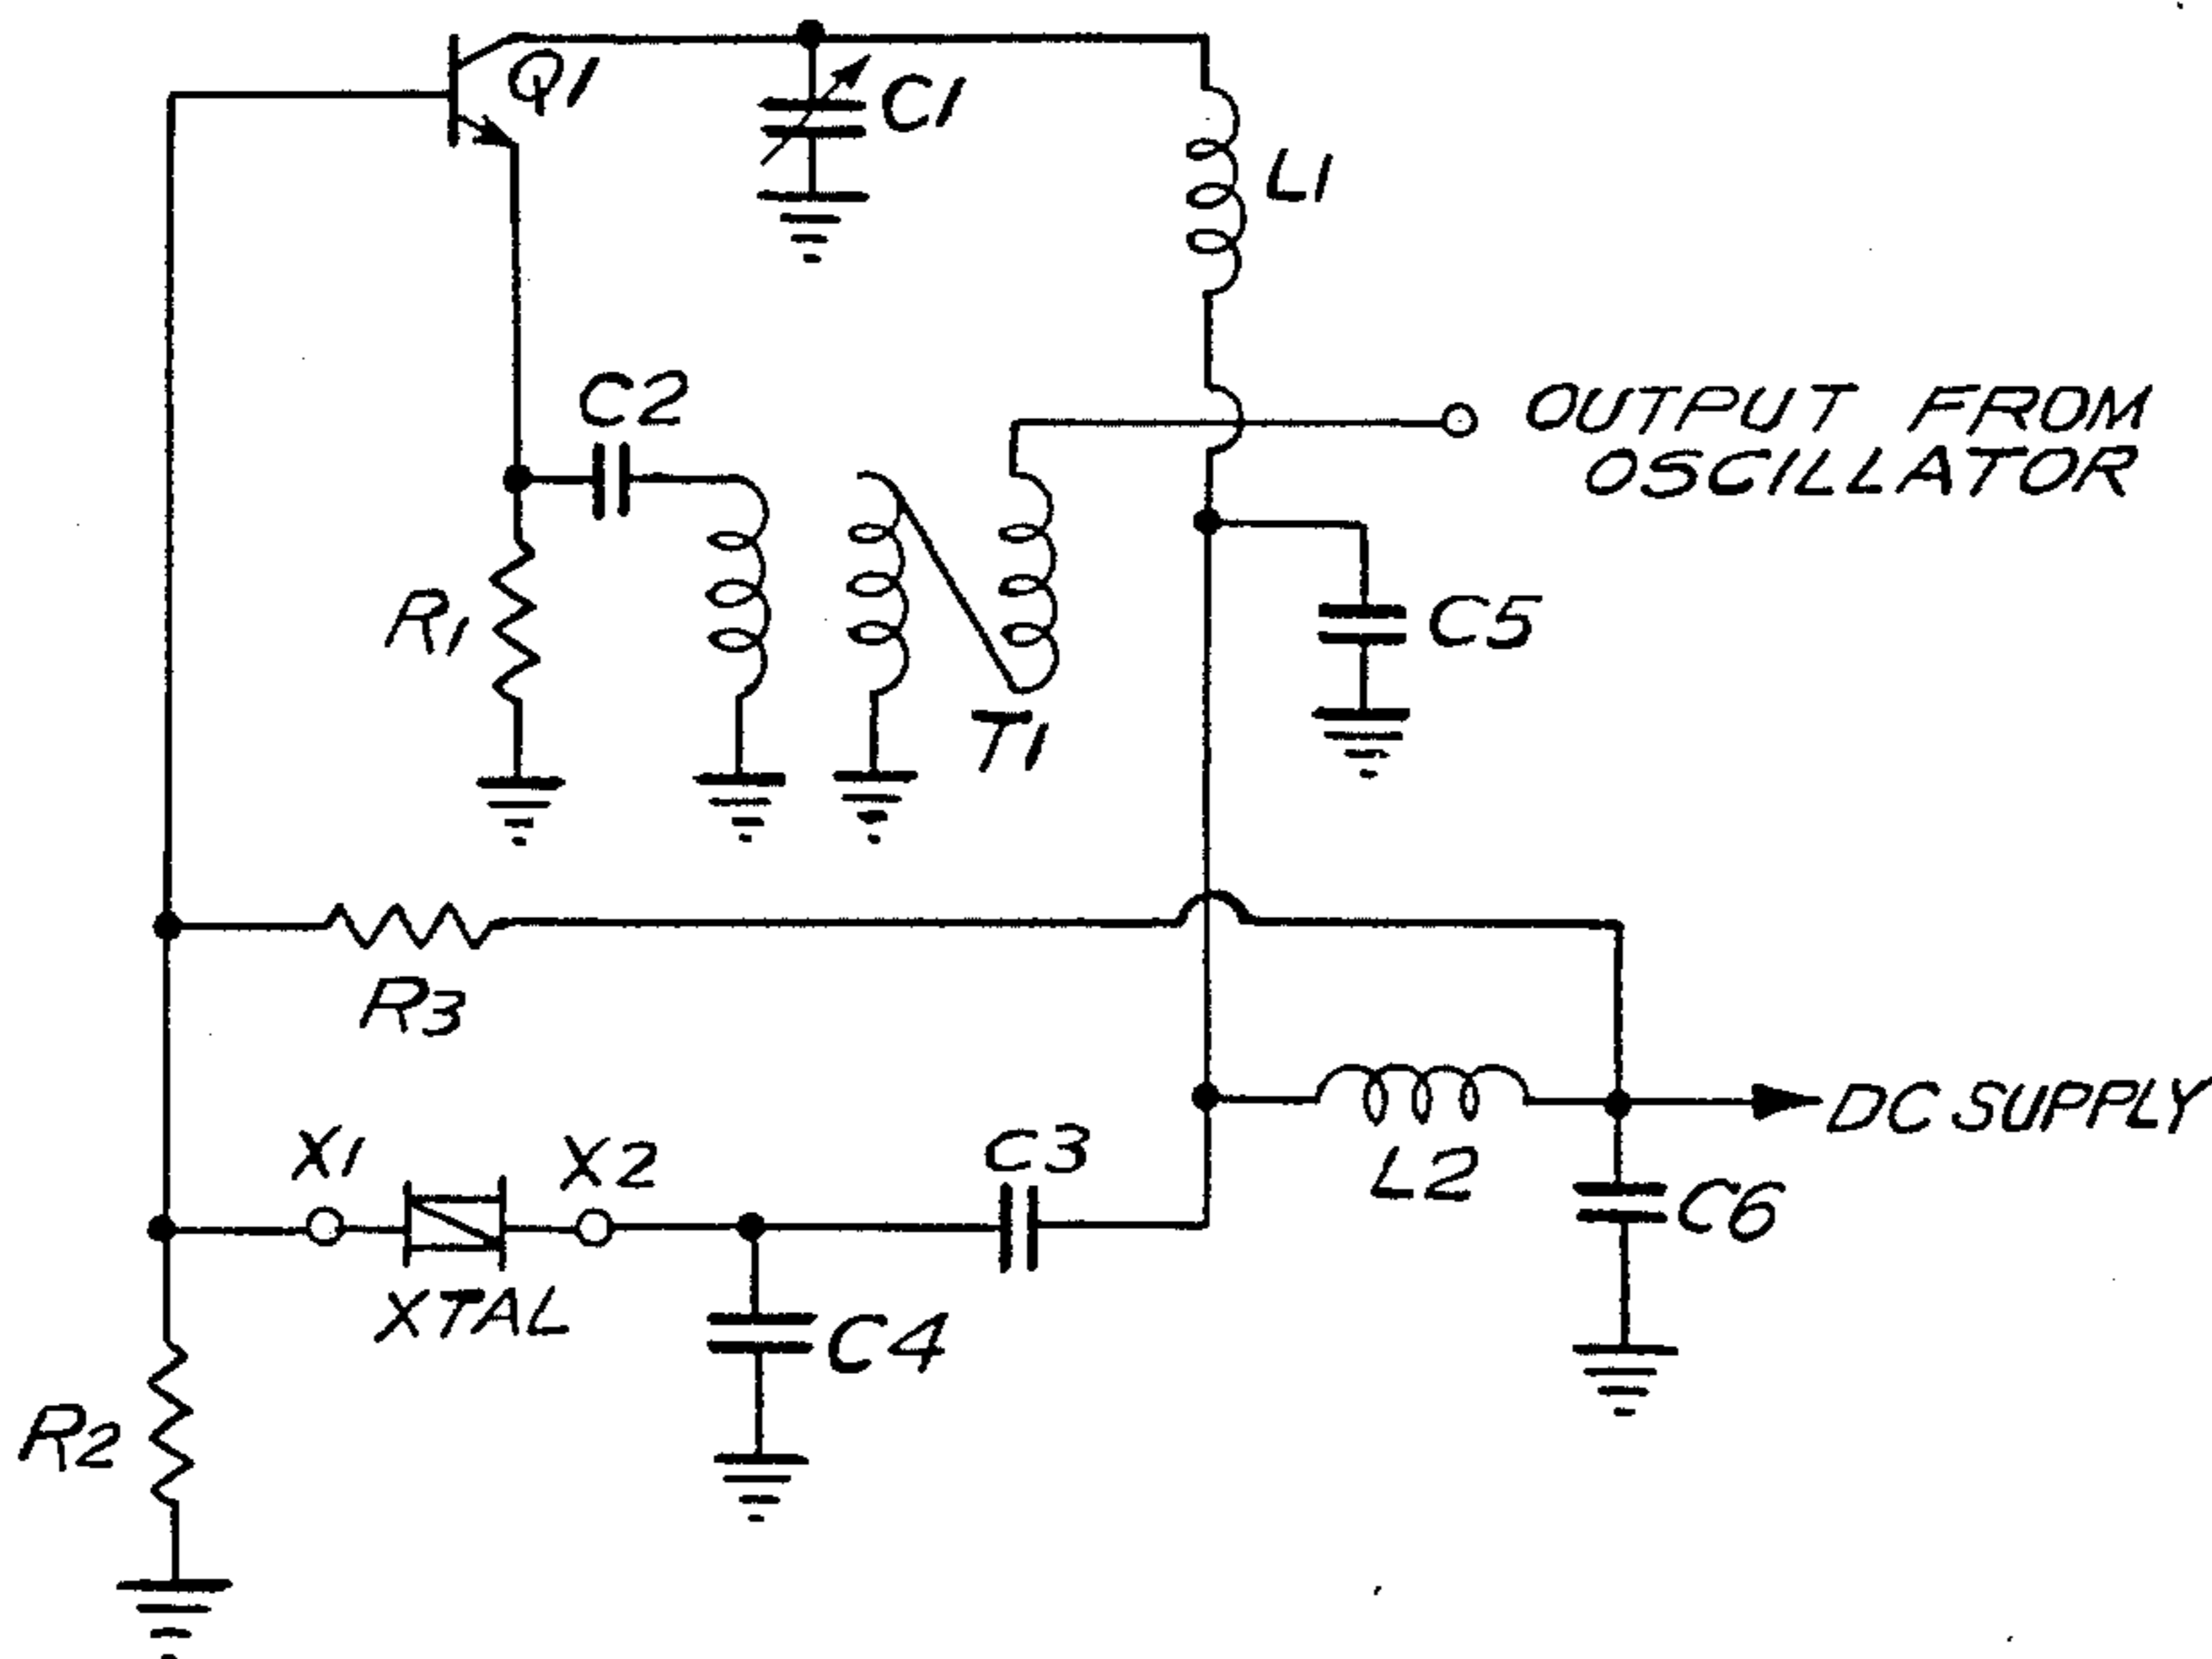 Q1
C1
L1
C2
OUTPUT FROM
OSCILLATOR
R1
C5
T1
R3
X1
X2
C3
DC SUPPLY
L2
C6
XTAL
C4
R2